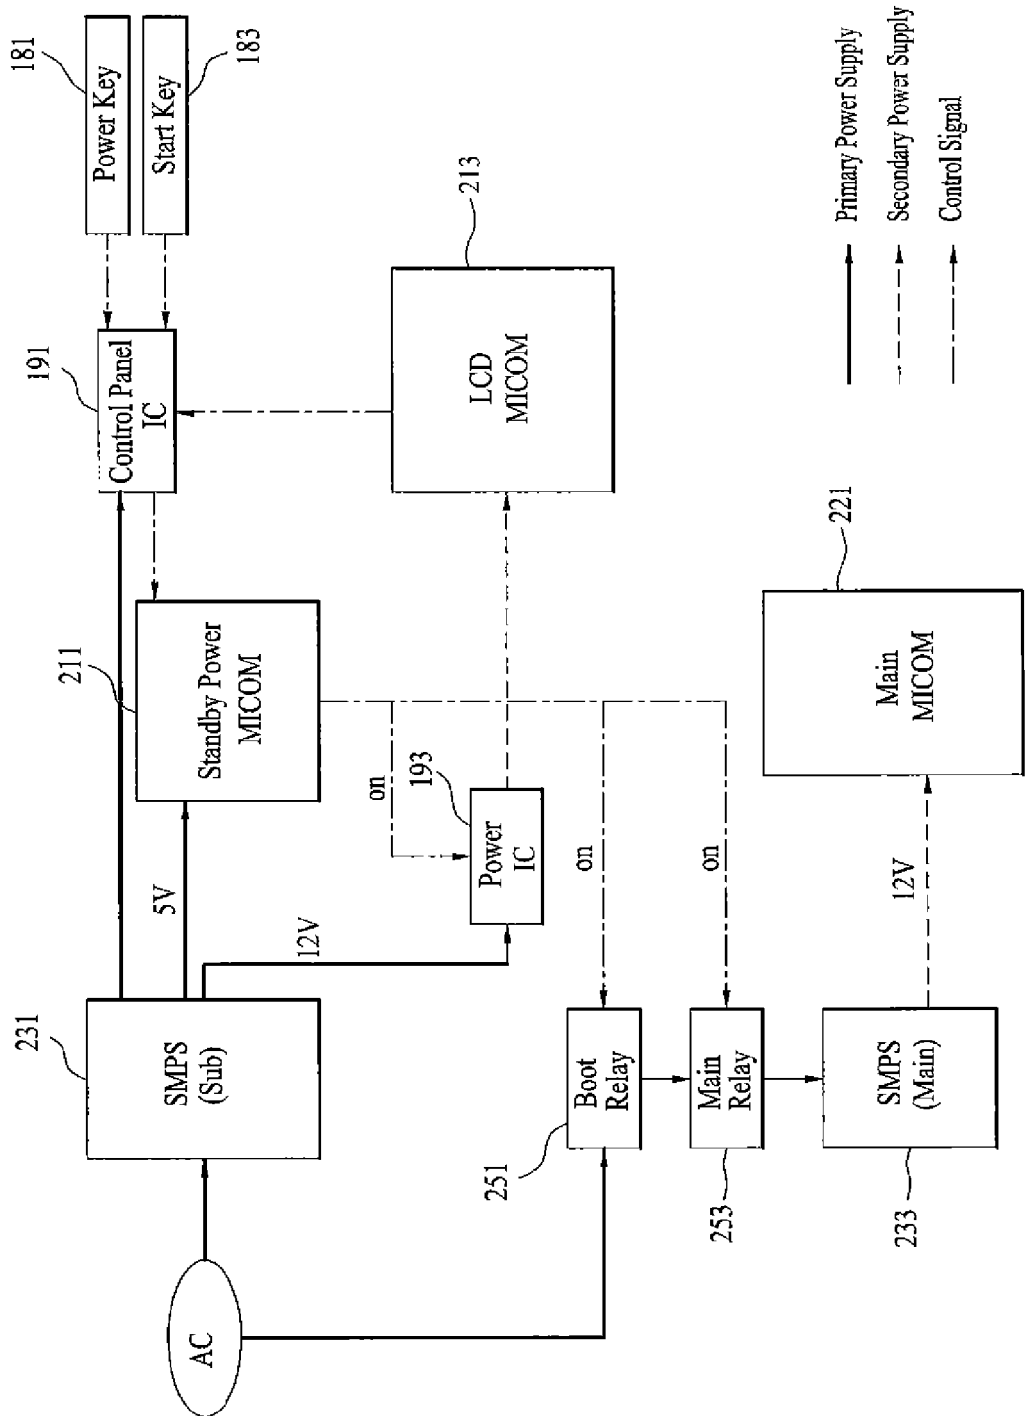 181
Power Key
Start Key
183
191
Control Panel
IC
213
LCD
MICOM
211
Standby Power
MICOM
on
193
Power
IC
5V
12V
231
SMPS
(Sub)
AC
on
251
Boot
Relay
on
253
Main
Relay
233
SMPS
(Main)
12V
221
Main
MICOM
Primary Power Supply
Secondary Power Supply
Control Signal